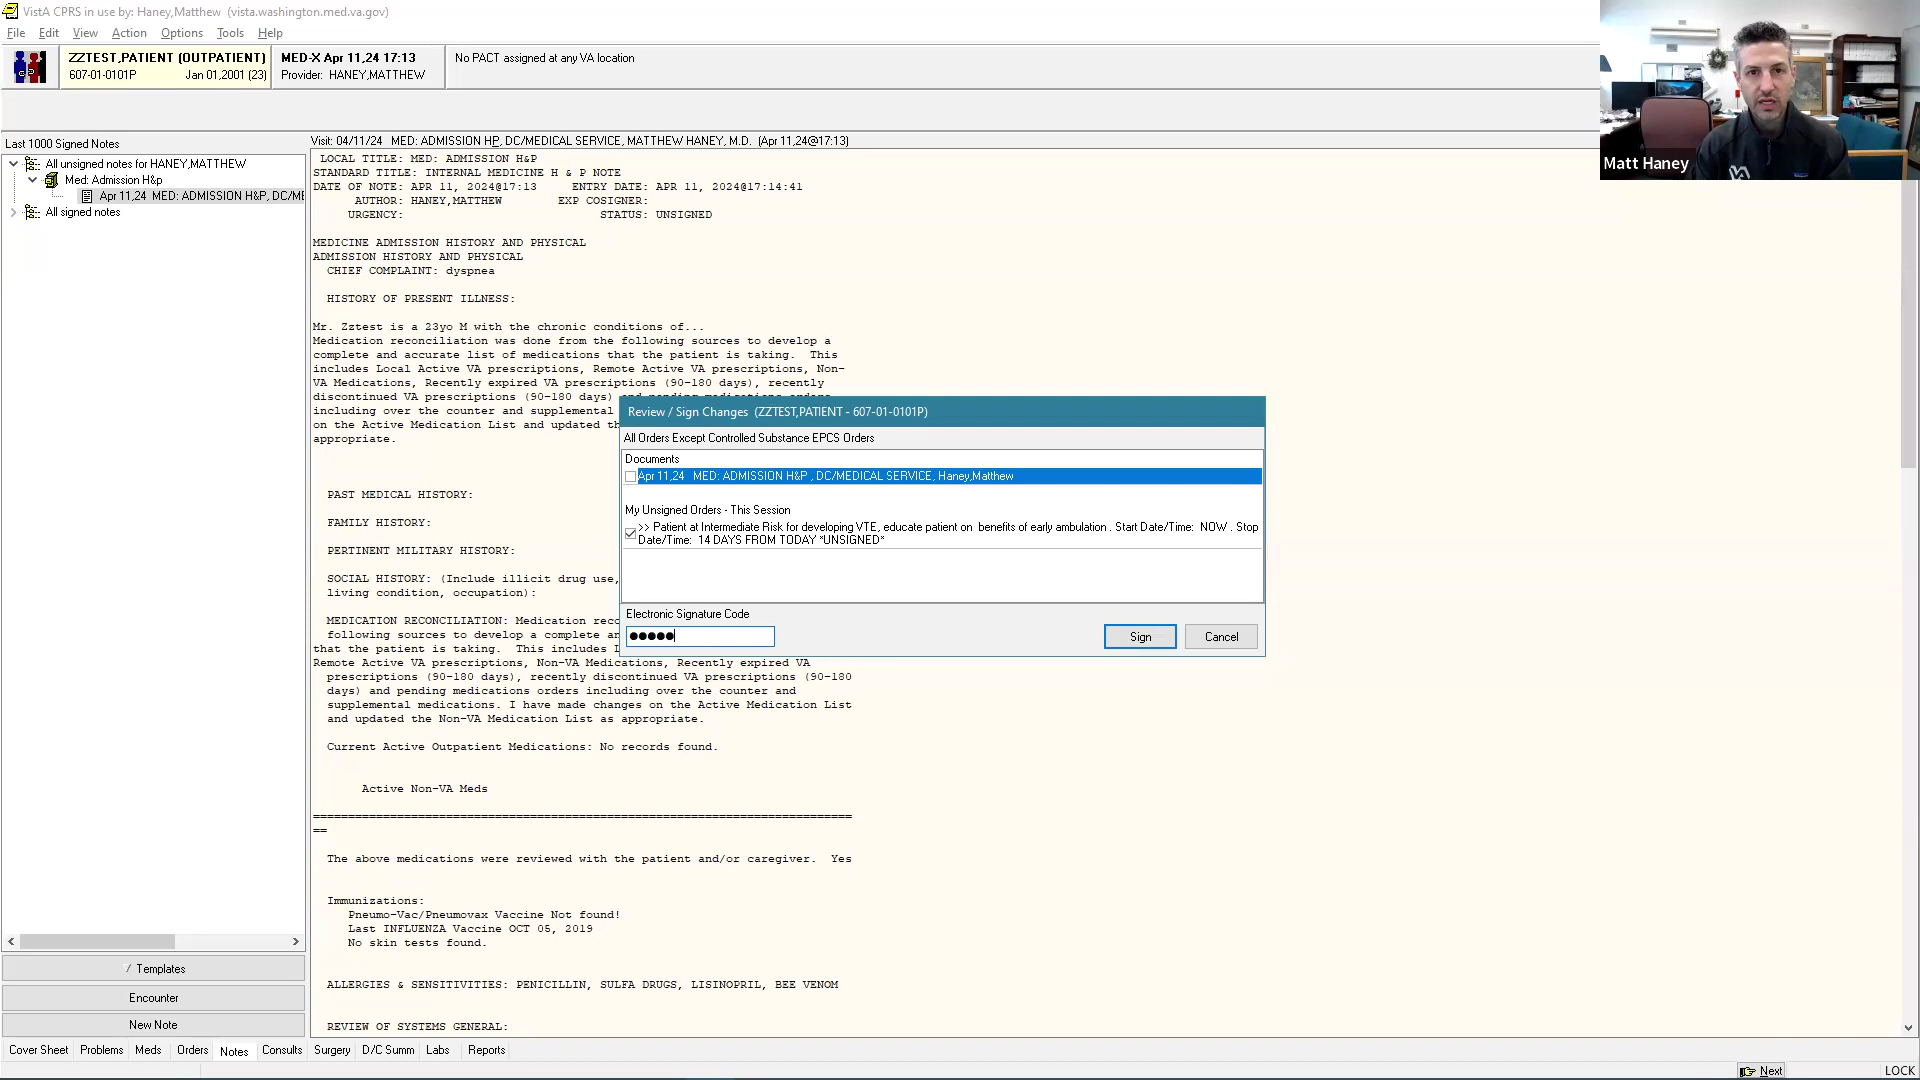 VistA CPRS in use by: Haney,Matthew  (vista.washington.med.va.gov)
File Edit View Action Options Tools Help
ZZTEST,PATIENT (OUTPATIENT)
607-01-0101P Jan 01,2001 (23)
MED-X Apr 11,24 17:13
Provider: HANEY,MATTHEW
No PACT assigned at any VA location
Matt Haney
Last 1000 Signed Notes
All unsigned notes for HANEY,MATTHEW
Med: Admission H&p
Apr 11,24 MED: ADMISSION H&P, DC/ME
All signed notes
Visit: 04/11/24 MED: ADMISSION HP, DC/MEDICAL SERVICE, MATTHEW HANEY, M.D. (Apr 11,24@17:13)
LOCAL TITLE: MED: ADMISSION H&P
STANDARD TITLE: INTERNAL MEDICINE H & P NOTE
DATE OF NOTE: APR 11, 2024@17:13 ENTRY DATE: APR 11, 2024@17:14:41
AUTHOR: HANEY,MATTHEW EXP COSIGNER:
URGENCY: STATUS: UNSIGNED
MEDICINE ADMISSION HISTORY AND PHYSICAL
ADMISSION HISTORY AND PHYSICAL
CHIEF COMPLAINT: dyspnea
HISTORY OF PRESENT ILLNESS:
Mr. Zztest is a 23yo M with the chronic conditions of...
Medication reconciliation was done from the following sources to develop a
complete and accurate list of medications that the patient is taking. This
includes Local Active VA prescriptions, Remote Active VA prescriptions, Non-
VA Medications, Recently expired VA prescriptions (90-180 days), recently
discontinued VA prescriptions (90-180 days) and pending medications orders
including over the counter and supplemental
on the Active Medication List and updated th
appropriate.
PAST MEDICAL HISTORY:
FAMILY HISTORY:
PERTINENT MILITARY HISTORY:
SOCIAL HISTORY: (Include illicit drug use,
living condition, occupation):
MEDICATION RECONCILIATION: Medication reco
following sources to develop a complete an
that the patient is taking. This includes L
Remote Active VA prescriptions, Non-VA Medications, Recently expired VA
prescriptions (90-180 days), recently discontinued VA prescriptions (90-180
days) and pending medications orders including over the counter and
supplemental medications. I have made changes on the Active Medication List
and updated the Non-VA Medication List as appropriate.
Current Active Outpatient Medications: No records found.
Active Non-VA Meds
=============================================================================
==
The above medications were reviewed with the patient and/or caregiver. Yes
Immunizations:
Pneumo-Vac/Pneumovax Vaccine Not found!
Last INFLUENZA Vaccine OCT 05, 2019
No skin tests found.
ALLERGIES & SENSITIVITIES: PENICILLIN, SULFA DRUGS, LISINOPRIL, BEE VENOM
REVIEW OF SYSTEMS GENERAL:
Review / Sign Changes (ZZTEST,PATIENT - 607-01-0101P)
All Orders Except Controlled Substance EPCS Orders
Documents
Apr 11,24 MED: ADMISSION H&P , DC/MEDICAL SERVICE, Haney,Matthew
My Unsigned Orders - This Session
>> Patient at Intermediate Risk for developing VTE, educate patient on benefits of early ambulation . Start Date/Time: NOW . Stop
Date/Time: 14 DAYS FROM TODAY *UNSIGNED*
Electronic Signature Code
●●●●●
Sign Cancel
/ Templates
Encounter
New Note
Cover Sheet Problems Meds Orders Notes Consults Surgery D/C Summ Labs Reports
Next LOCK